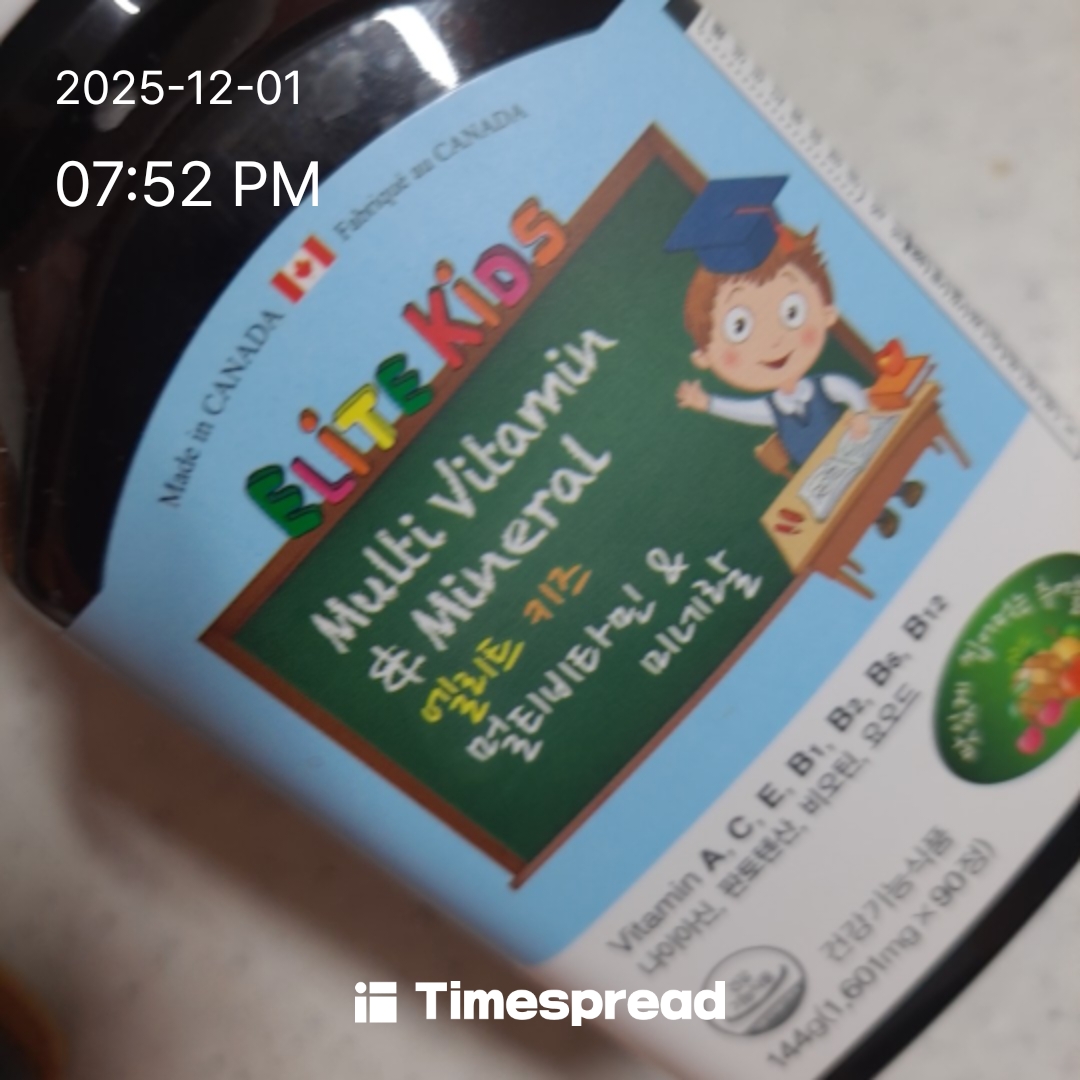 2025-12-01
07:52 PM
Made in CANADA
Fabriqué au CANADA
ELITE KIDS
Multi Vitamin
& Mineral
엘리트 키즈
멀티비타민 &
미네랄
Vitamin A, C, E, B1, B2, B6, B12
나이아신, 판토텐산, 비오틴, 요오드
건강기능식품
144g(1,601mg × 90정)
Timespread